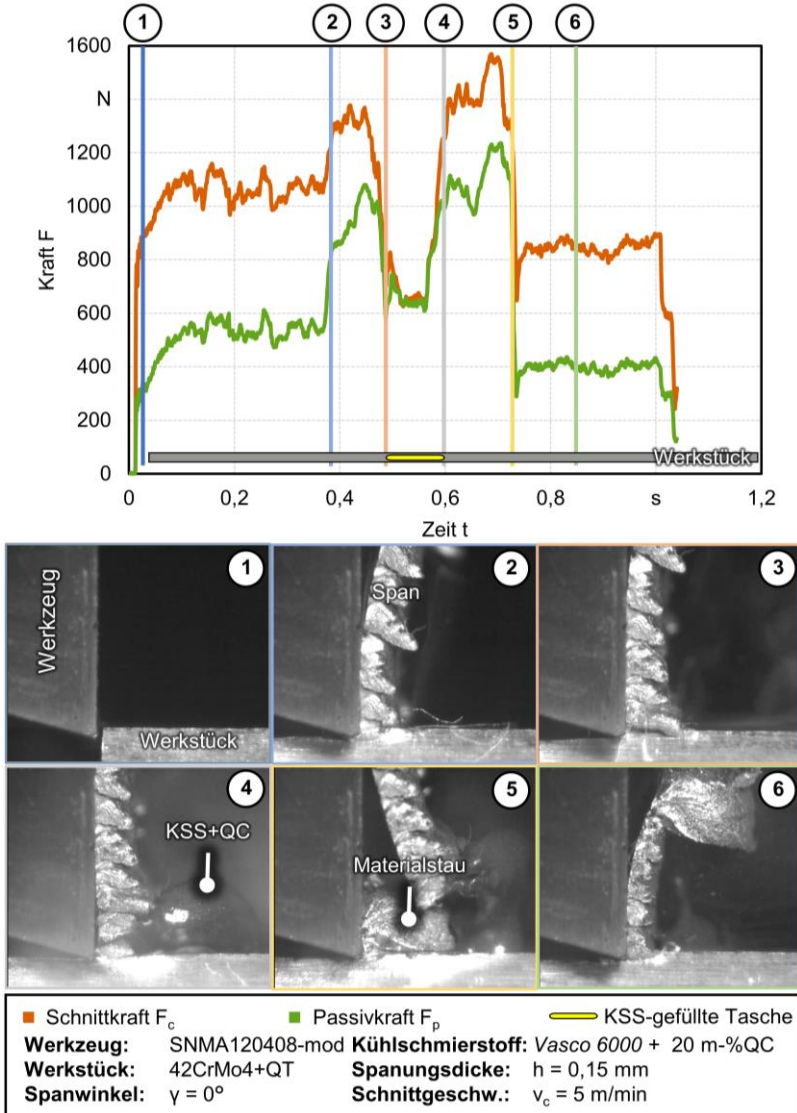 1 2 3 4 5 6
1600
N
1200
1000
800
600
400
200
0
Kraft F
Werkstück
0 0,2 0,4 0,6 0,8 s 1,2
Zeit t
1 2 3
Werkzeug
Span
Werkstück
4 5 6
KSS+QC
Materialstau
Schnittkraft Fc Passivkraft Fp KSS-gefüllte Tasche
Werkzeug: SNMA120408-mod Kühlschmierstoff: Vasco 6000 + 20 m-%QC
Werkstück: 42CrMo4+QT Spanungsdicke: h = 0,15 mm
Spanwinkel: γ = 0° Schnittgeschw.: vc = 5 m/min